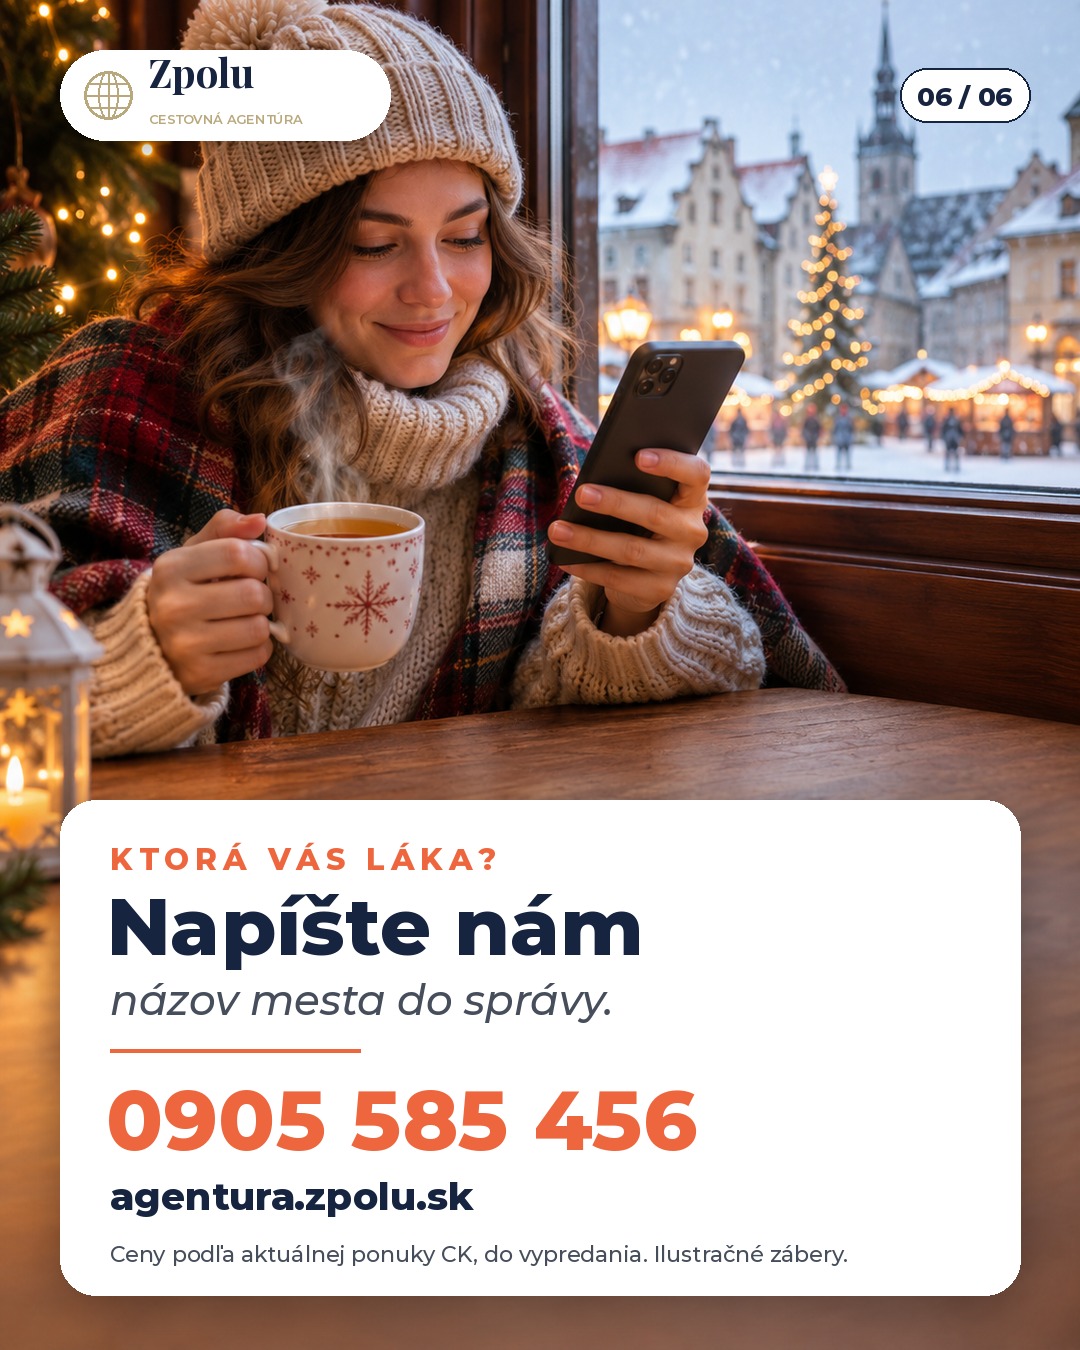 Zpolu
CESTOVNÁ AGENTÚRA
06 / 06
KTORÁ VÁS LÁKA?
Napíšte nám
názov mesta do správy.
0905 585 456
agentura.zpolu.sk
Ceny podľa aktuálnej ponuky CK, do vypredania. Ilustračné zábery.